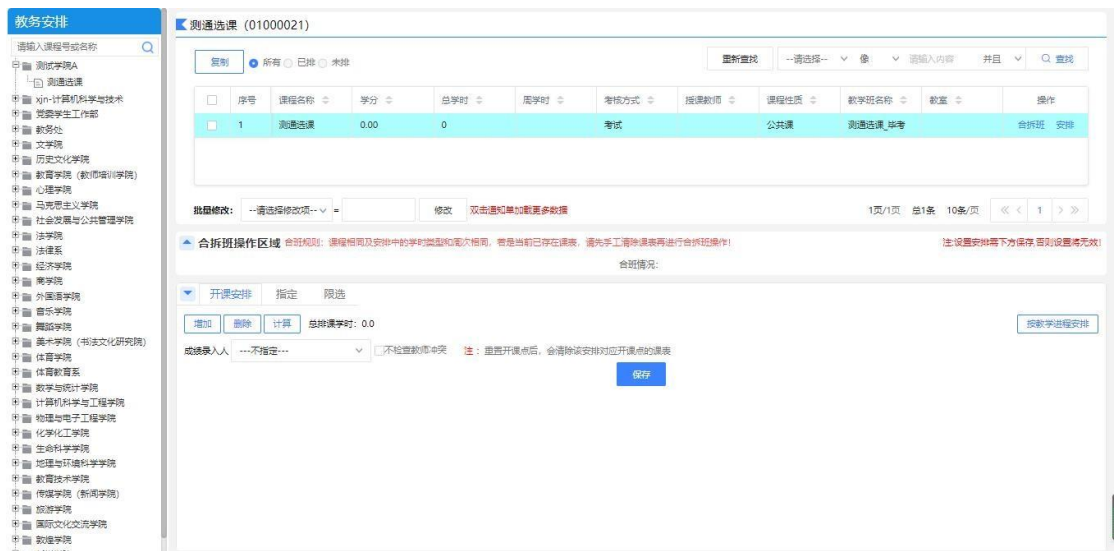 教务安排
请输入课程号或名称
测试学院A
测通选课
xjn-计算机科学与技术
党委学生工作部
教务处
文学院
历史文化学院
教育学院（教师培训学院）
心理学院
马克思主义学院
社会发展与公共管理学院
法学院
法律系
经济学院
商学院
外国语学院
音乐学院
舞蹈学院
美术学院（书法文化研究院）
体育学院
体育教育系
数学与统计学院
计算机科学与工程学院
物理与电子工程学院
化学化工学院
生命科学学院
地理与环境科学学院
教育技术学院
传媒学院（新闻学院）
旅游学院
国际文化交流学院
敦煌学院
测通选课（01000021）
复制 所有 已排 未排 重新查找 --请选择-- 像 请输入内容 并且 查找
序号 课程名称 学分 总学时 周学时 考核方式 授课教师 课程性质 教学班名称 教室 操作
1 测通选课 0.00 0 考试 公共课 测通选课_毕考 合拆班 安排
批量修改： --请选择修改项-- = 修改 双击通知单加载更多数据 1页/1页 总1条 10条/页 1
合拆班操作区域 合班规则：课程相同及安排中的学时类型和周次相同，若是当前已存在课表，请先手工清除课表再进行合拆班操作！ 注:设置安排需下方保存,否则设置将无效!
合班情况:
开课安排 指定 限选
增加 删除 计算 总排课学时：0.0 按教学进程安排
成绩录入人 ---不指定--- 不检查教师冲突 注：重置开课点后，会清除该安排对应开课点的课表
保存